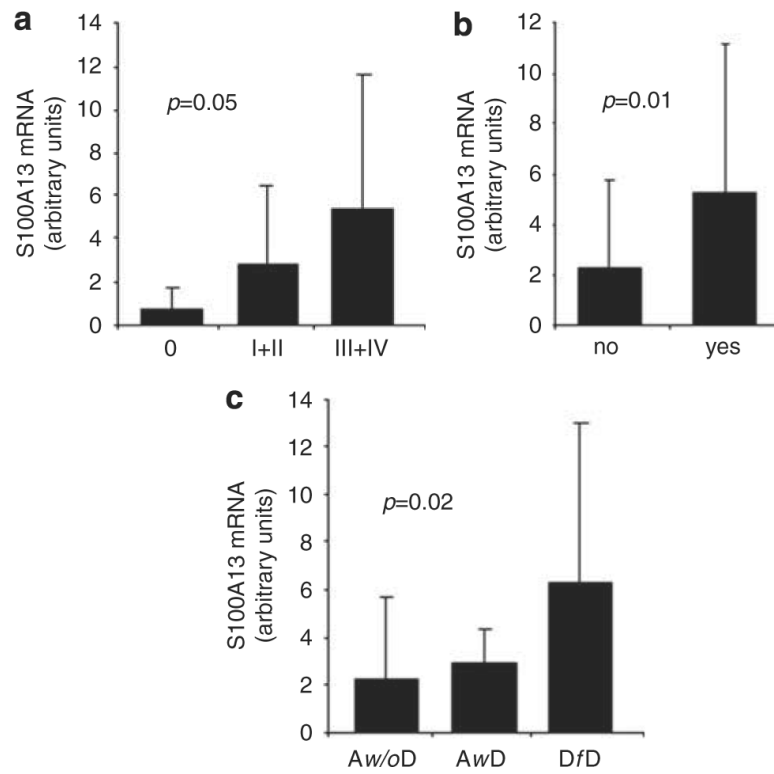 a
14
12
10
8
6
4
2
0
S100A13 mRNA
(arbitrary units)
p=0.05
0 I+II III+IV
b
12
10
8
6
4
2
0
S100A13 mRNA
(arbitrary units)
p=0.01
no yes
c
14
12
10
8
6
4
2
0
S100A13 mRNA
(arbitrary units)
p=0.02
Aw/oD AwD DfD